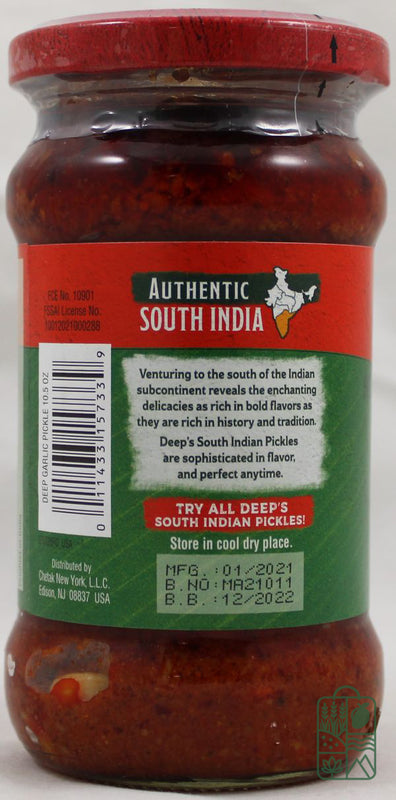 AUTHENTIC
SOUTH INDIA
FCE No. 10901
FSSAI License No.
10012021000288
Venturing to the south of the Indian
subcontinent reveals the enchanting
delicacies as rich in bold flavors as
they are rich in history and tradition.
Deep's South Indian Pickles
are sophisticated in flavor,
and perfect anytime.
TRY ALL DEEP'S
SOUTH INDIAN PICKLES!
Store in cool dry place.
MFG. :01/2021
B.NO:MA21011
B.B. :12/2022
DEEP GARLIC PICKLE 10.5 OZ
0 11433 15733 9
Distributed by
Chetak New York, L.L.C.
Edison, NJ 08837 USA